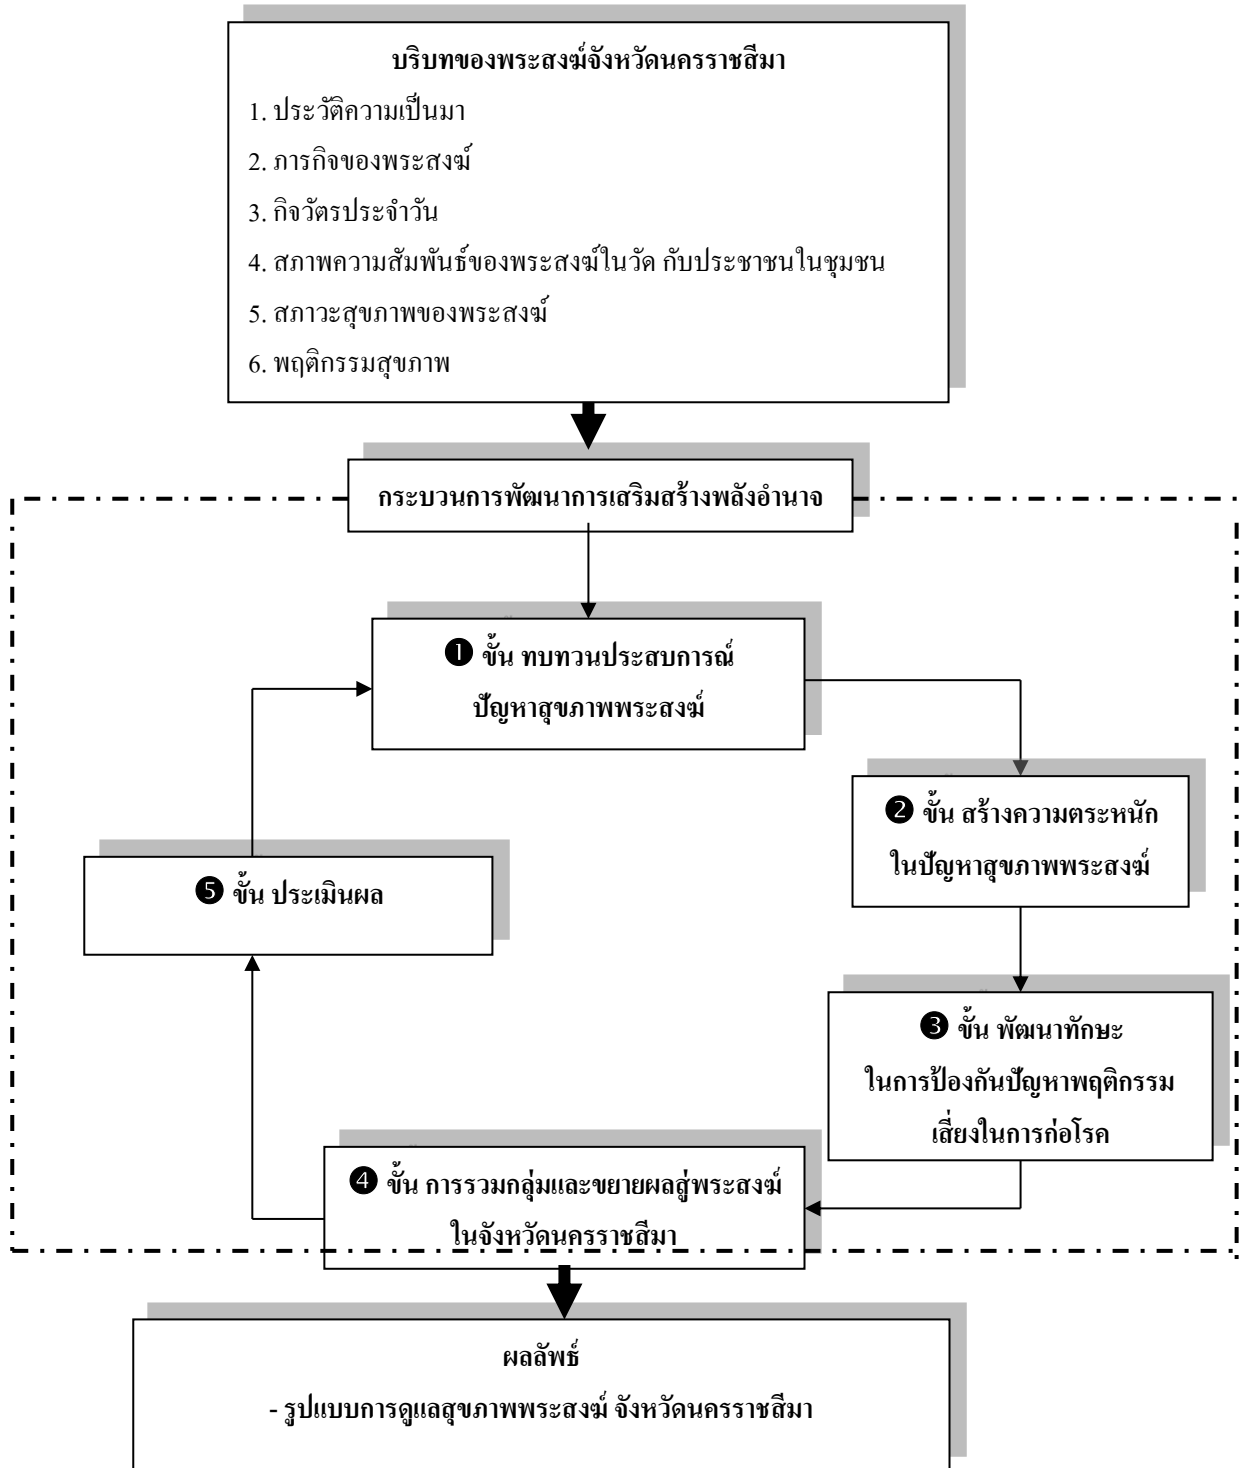 บริบทของพระสงฆ์จังหวัดนครราชสีมา
1. ประวัติความเป็นมา
2. ภารกิจของพระสงฆ์
3. กิจวัตรประจำวัน
4. สภาพความสัมพันธ์ของพระสงฆ์ในวัด กับประชาชนในชุมชน
5. สภาวะสุขภาพของพระสงฆ์
6. พฤติกรรมสุขภาพ
กระบวนการพัฒนาการเสริมสร้างพลังอำนาจ
❶ ขั้น ทบทวนประสบการณ์
ปัญหาสุขภาพพระสงฆ์
❷ ขั้น สร้างความตระหนัก
ในปัญหาสุขภาพพระสงฆ์
❸ ขั้น พัฒนาทักษะ
ในการป้องกันปัญหาพฤติกรรม
เสี่ยงในการก่อโรค
❹ ขั้น การรวมกลุ่มและขยายผลสู่พระสงฆ์
ในจังหวัดนครราชสีมา
❺ ขั้น ประเมินผล
ผลลัพธ์
- รูปแบบการดูแลสุขภาพพระสงฆ์ จังหวัดนครราชสีมา